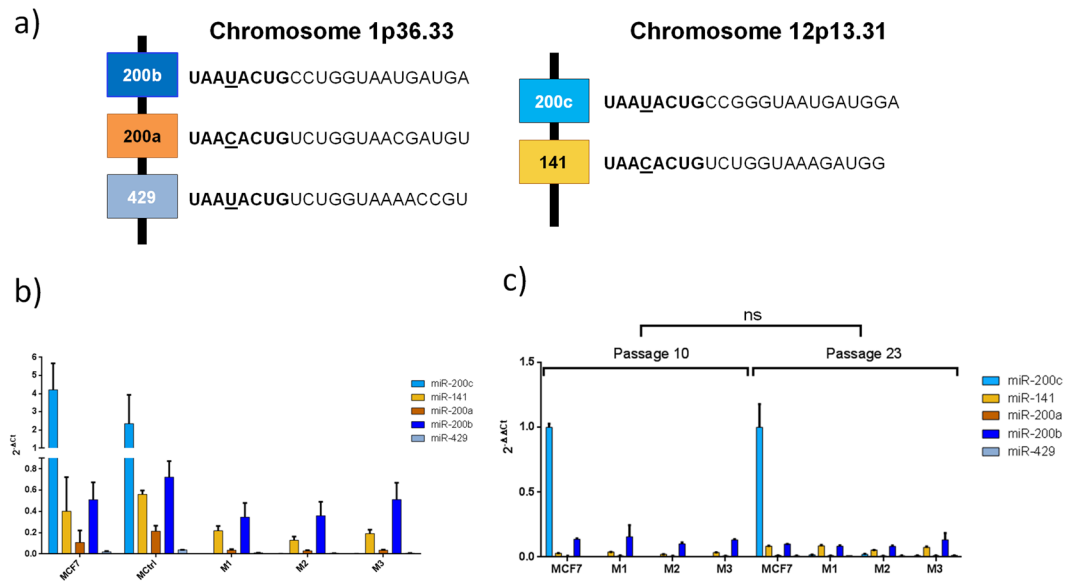 a)
Chromosome 1p36.33
200b UAAUACUGCCUGGUAAUGAUGA
200a UAACACUGUCUGGUAACGAUGU
429 UAAUACUGUCUGGUAAAACCGU
Chromosome 12p13.31
200c UAAUACUGCCGGGUAAUGAUGGA
141 UAACACUGUCUGGUAAAGAUGG
b)
2^-ΔΔCt
6
5
4
3
2
1
0.8
0.6
0.4
0.2
0.0
MCF7 MCtrl M1 M2 M3
miR-200c
miR-141
miR-200a
miR-200b
miR-429
c)
ns
Passage 10 Passage 23
2^-ΔΔCt
1.5
1.0
0.5
0.0
MCF7 M1 M2 M3 MCF7 M1 M2 M3
miR-200c
miR-141
miR-200a
miR-200b
miR-429